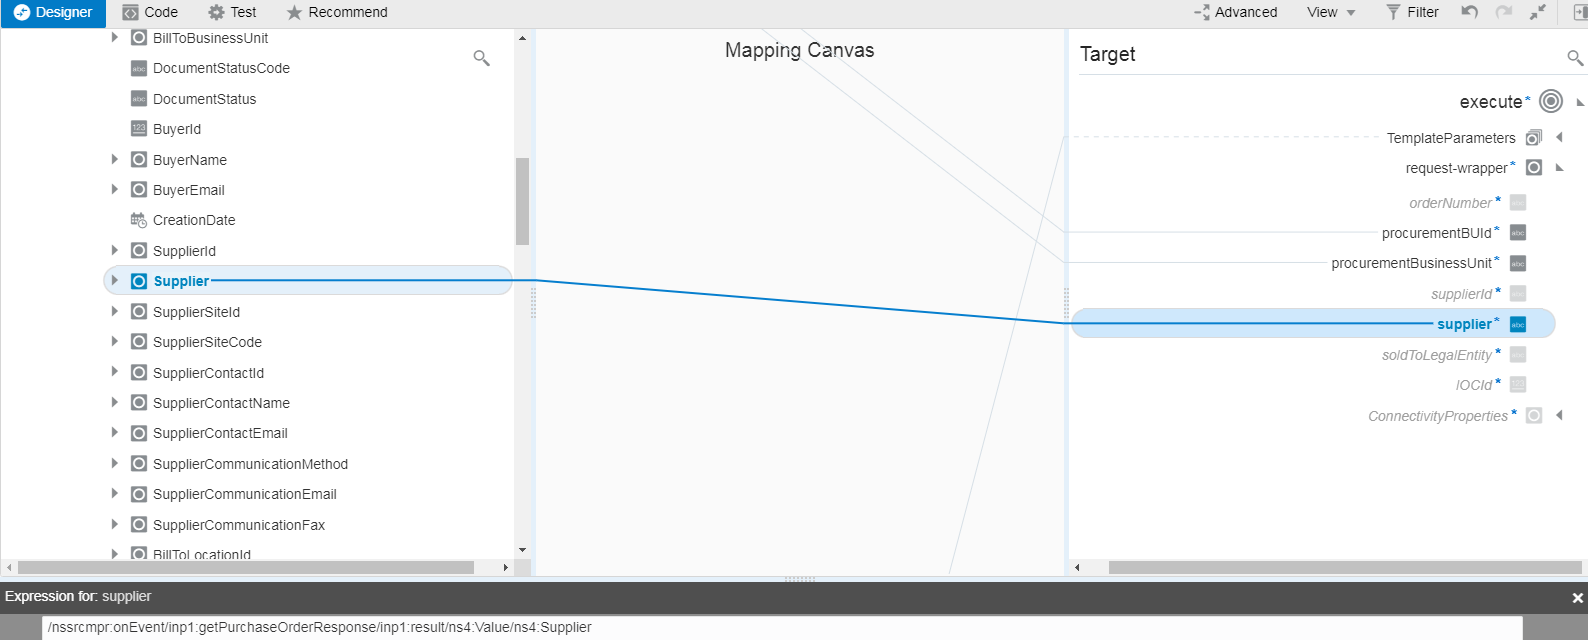 Designer Code Test Recommend Advanced View Filter
BillToBusinessUnit
DocumentStatusCode
DocumentStatus
BuyerId
BuyerName
BuyerEmail
CreationDate
SupplierId
Supplier
SupplierSiteId
SupplierSiteCode
SupplierContactId
SupplierContactName
SupplierContactEmail
SupplierCommunicationMethod
SupplierCommunicationEmail
SupplierCommunicationFax
BillToLocationId
Mapping Canvas
Target
execute*
TemplateParameters
request-wrapper*
orderNumber*
procurementBUId*
procurementBusinessUnit*
supplierId*
supplier*
soldToLegalEntity*
IOCId*
ConnectivityProperties*
Expression for: supplier
/nssrcmpr:onEvent/inp1:getPurchaseOrderResponse/inp1:result/ns4:Value/ns4:Supplier